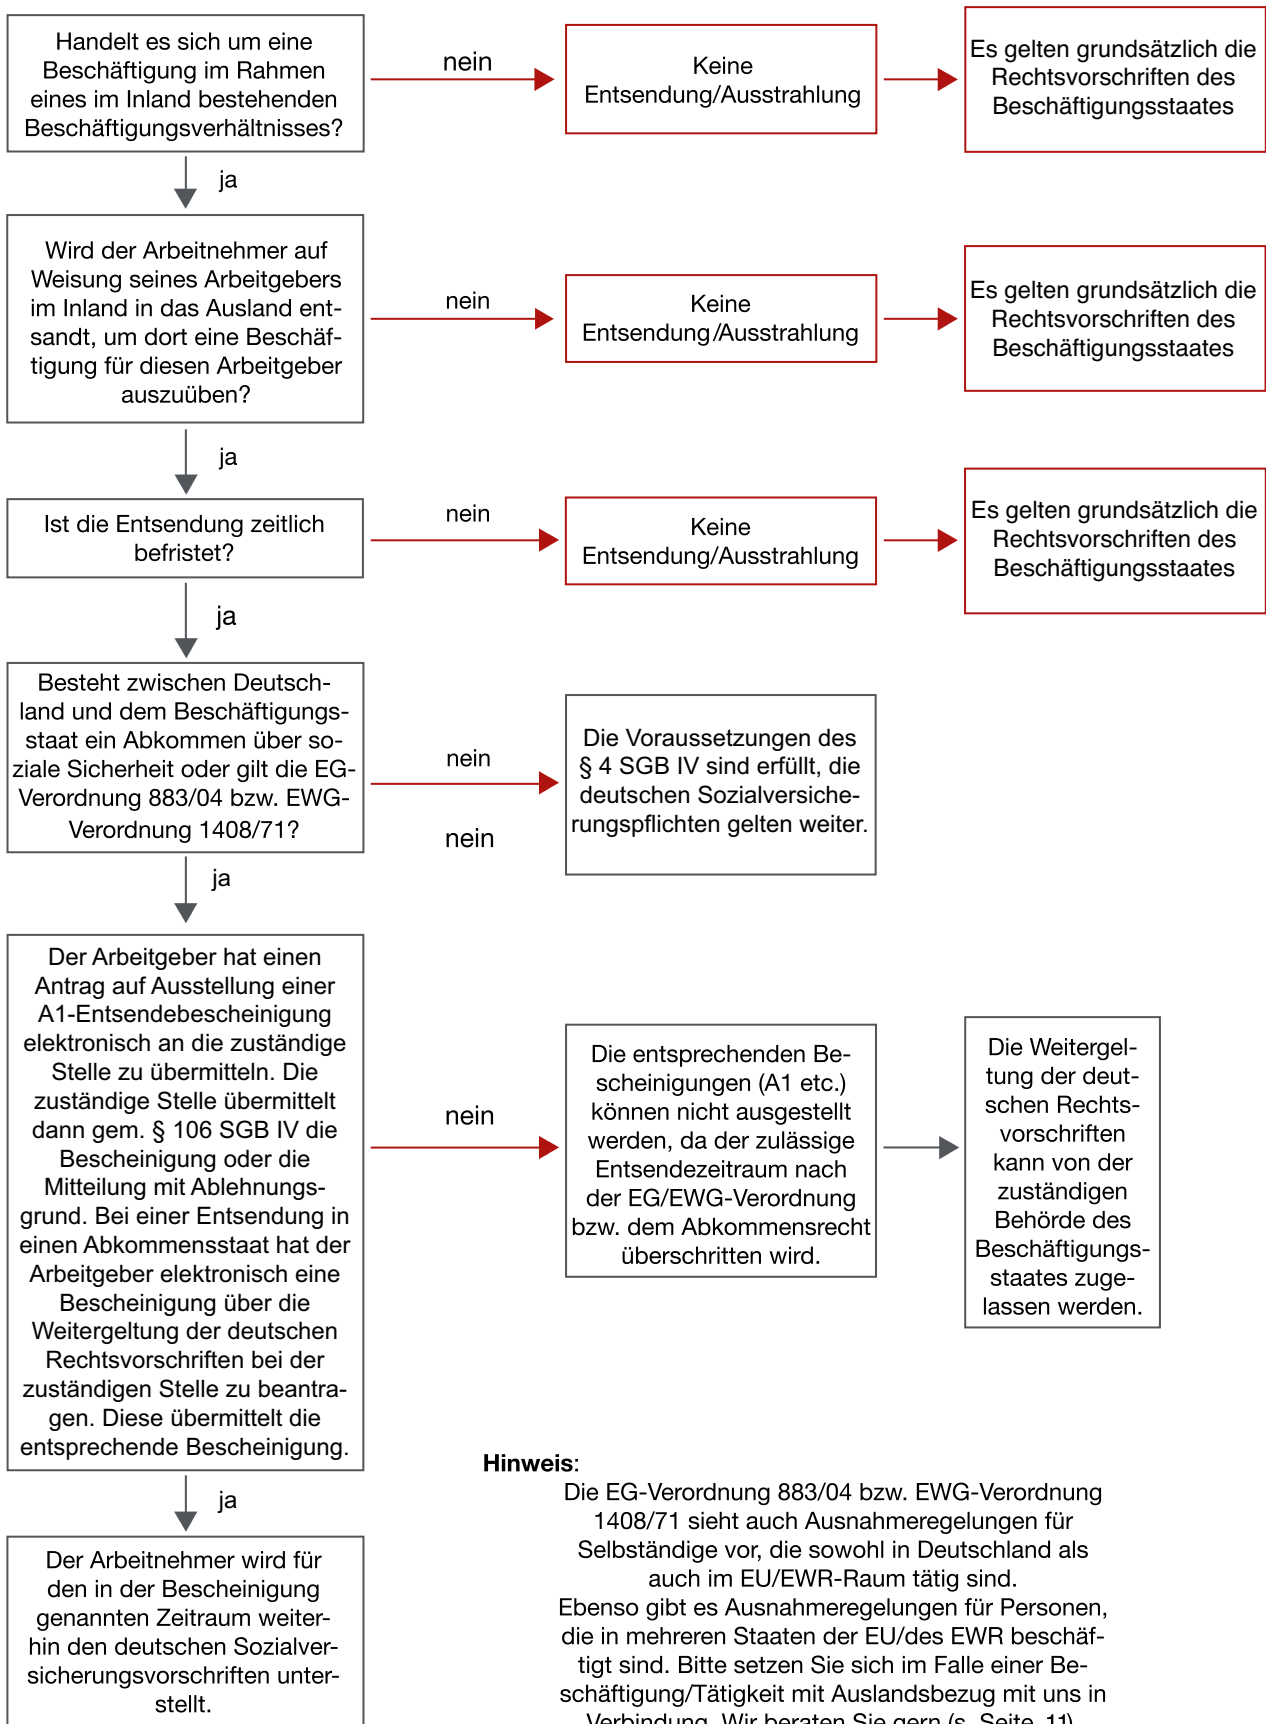 Handelt es sich um eine
Beschäftigung im Rahmen
eines im Inland bestehenden
Beschäftigungsverhältnisses?
nein
Keine
Entsendung/Ausstrahlung
Es gelten grundsätzlich die
Rechtsvorschriften des
Beschäftigungsstaates
ja
Wird der Arbeitnehmer auf
Weisung seines Arbeitgebers
im Inland in das Ausland ent-
sandt, um dort eine Beschäf-
tigung für diesen Arbeitgeber
auszuüben?
nein
Keine
Entsendung/Ausstrahlung
Es gelten grundsätzlich die
Rechtsvorschriften des
Beschäftigungsstaates
ja
Ist die Entsendung zeitlich
befristet?
nein
Keine
Entsendung/Ausstrahlung
Es gelten grundsätzlich die
Rechtsvorschriften des
Beschäftigungsstaates
ja
Besteht zwischen Deutsch-
land und dem Beschäftigungs-
staat ein Abkommen über so-
ziale Sicherheit oder gilt die EG-
Verordnung 883/04 bzw. EWG-
Verordnung 1408/71?
nein
nein
Die Voraussetzungen des
§ 4 SGB IV sind erfüllt, die
deutschen Sozialversiche-
rungspflichten gelten weiter.
ja
Der Arbeitgeber hat einen
Antrag auf Ausstellung einer
A1-Entsendebescheinigung
elektronisch an die zuständige
Stelle zu übermitteln. Die
zuständige Stelle übermittelt
dann gem. § 106 SGB IV die
Bescheinigung oder die
Mitteilung mit Ablehnungs-
grund. Bei einer Entsendung in
einen Abkommensstaat hat der
Arbeitgeber elektronisch eine
Bescheinigung über die
Weitergeltung der deutschen
Rechtsvorschriften bei der
zuständigen Stelle zu beantra-
gen. Diese übermittelt die
entsprechende Bescheinigung.
nein
Die entsprechenden Be-
scheinigungen (A1 etc.)
können nicht ausgestellt
werden, da der zulässige
Entsendezeitraum nach
der EG/EWG-Verordnung
bzw. dem Abkommensrecht
überschritten wird.
Die Weitergel-
tung der deut-
schen Rechts-
vorschriften
kann von der
zuständigen
Behörde des
Beschäftigungs-
staates zuge-
lassen werden.
ja
Der Arbeitnehmer wird für
den in der Bescheinigung
genannten Zeitraum weiter-
hin den deutschen Sozialver-
sicherungsvorschriften unter-
stellt.
Hinweis:
Die EG-Verordnung 883/04 bzw. EWG-Verordnung
1408/71 sieht auch Ausnahmeregelungen für
Selbständige vor, die sowohl in Deutschland als
auch im EU/EWR-Raum tätig sind.
Ebenso gibt es Ausnahmeregelungen für Personen,
die in mehreren Staaten der EU/des EWR beschäf-
tigt sind. Bitte setzen Sie sich im Falle einer Be-
schäftigung/Tätigkeit mit Auslandsbezug mit uns in
Verbindung. Wir beraten Sie gern (s. Seite 11)